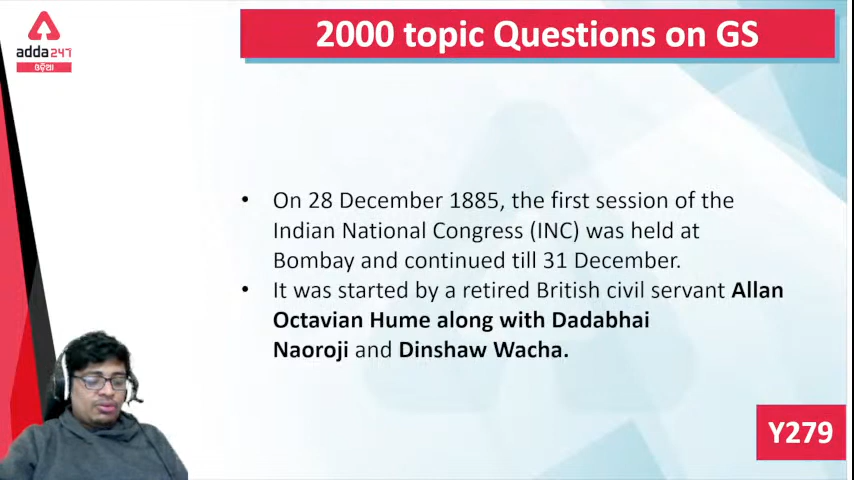 2000 topic Questions on GS
adda247
ଓଡ଼ିଆ
• On 28 December 1885, the first session of the
Indian National Congress (INC) was held at
Bombay and continued till 31 December.
• It was started by a retired British civil servant Allan
Octavian Hume along with Dadabhai
Naoroji and Dinshaw Wacha.
Y279